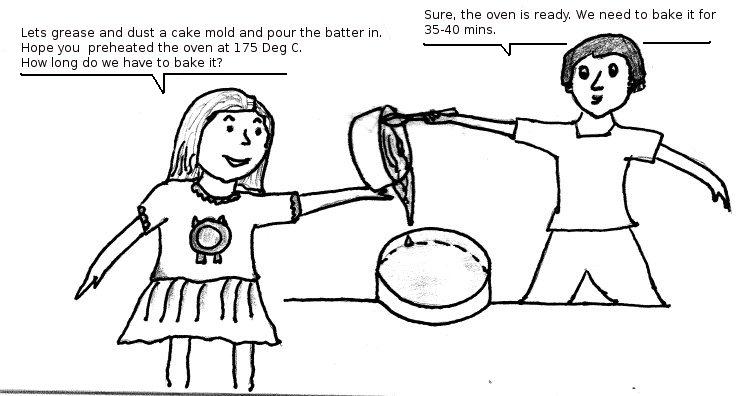 Lets grease and dust a cake mold and pour the batter in.
Hope you  preheated the oven at 175 Deg C.
How long do we have to bake it?
Sure, the oven is ready. We need to bake it for
35-40 mins.